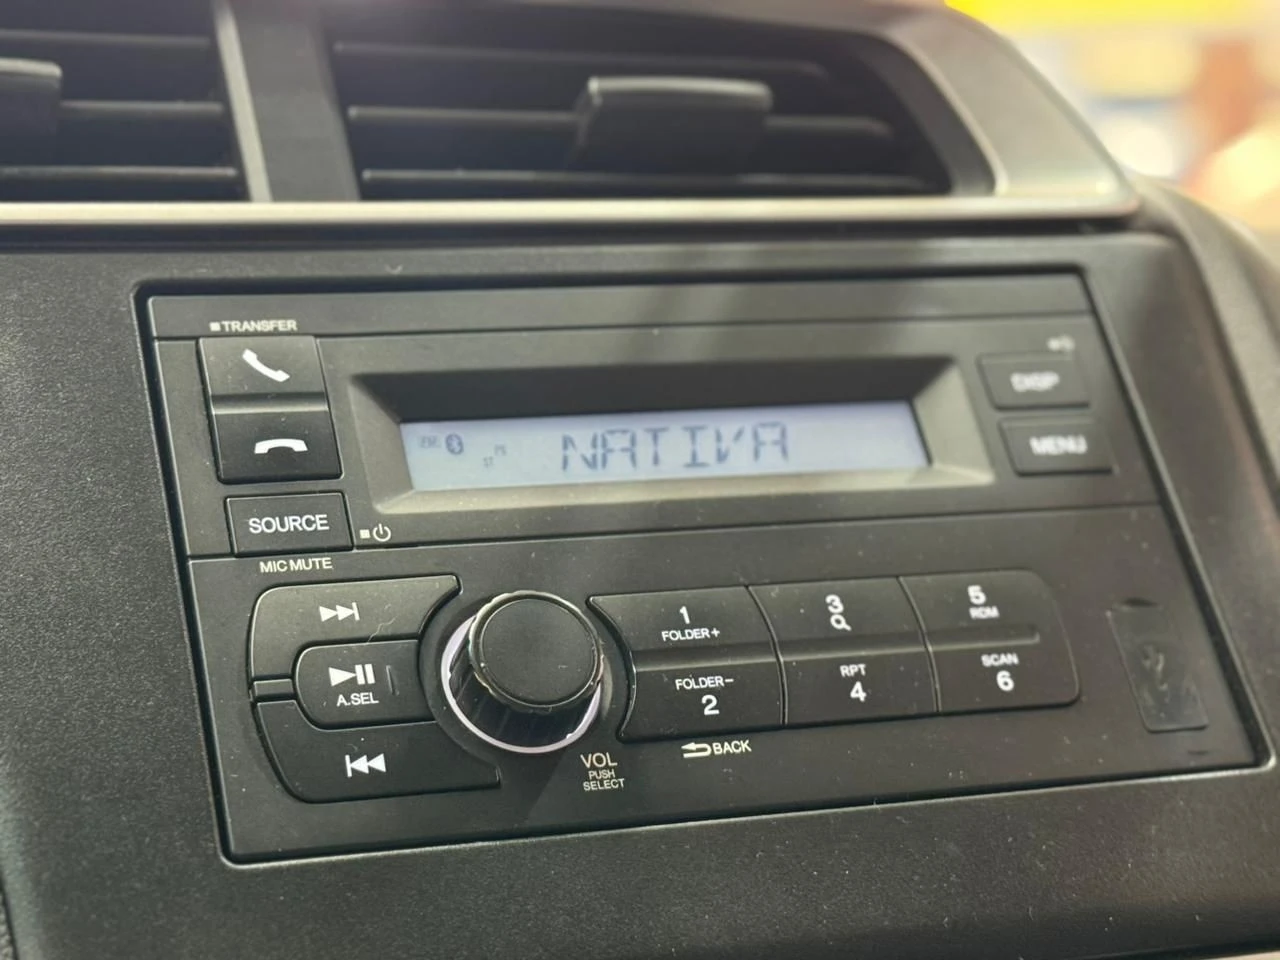 TRANSFER
DISP
NATIVA
ST
MENU
SOURCE
MIC MUTE
A.SEL
VOL
PUSH
SELECT
1
FOLDER+
3
5
RDM
FOLDER−
2
RPT
4
SCAN
6
BACK